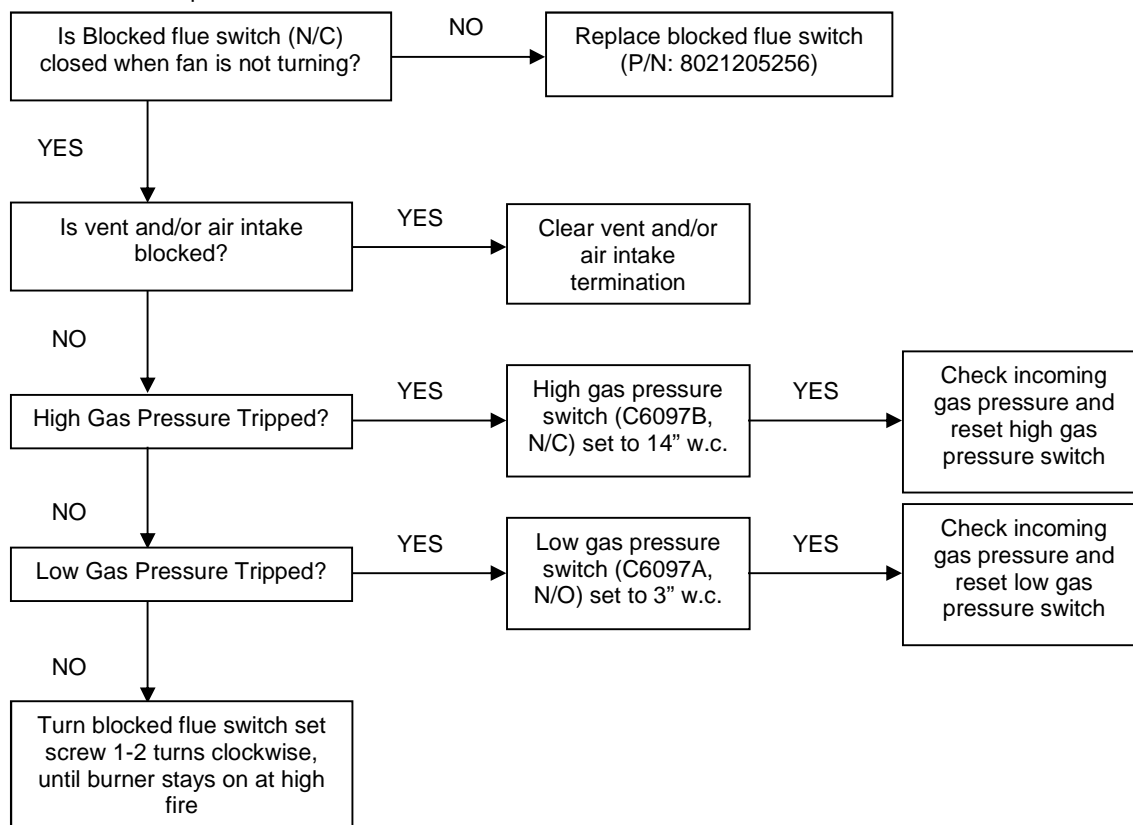 Is Blocked flue switch (N/C)
closed when fan is not turning?
NO
Replace blocked flue switch
(P/N: 8021205256)
YES
Is vent and/or air intake
blocked?
YES
Clear vent and/or
air intake
termination
NO
High Gas Pressure Tripped?
YES
High gas pressure
switch (C6097B,
N/C) set to 14” w.c.
YES
Check incoming
gas pressure and
reset high gas
pressure switch
NO
Low Gas Pressure Tripped?
YES
Low gas pressure
switch (C6097A,
N/O) set to 3” w.c.
YES
Check incoming
gas pressure and
reset low gas
pressure switch
NO
Turn blocked flue switch set
screw 1-2 turns clockwise,
until burner stays on at high
fire